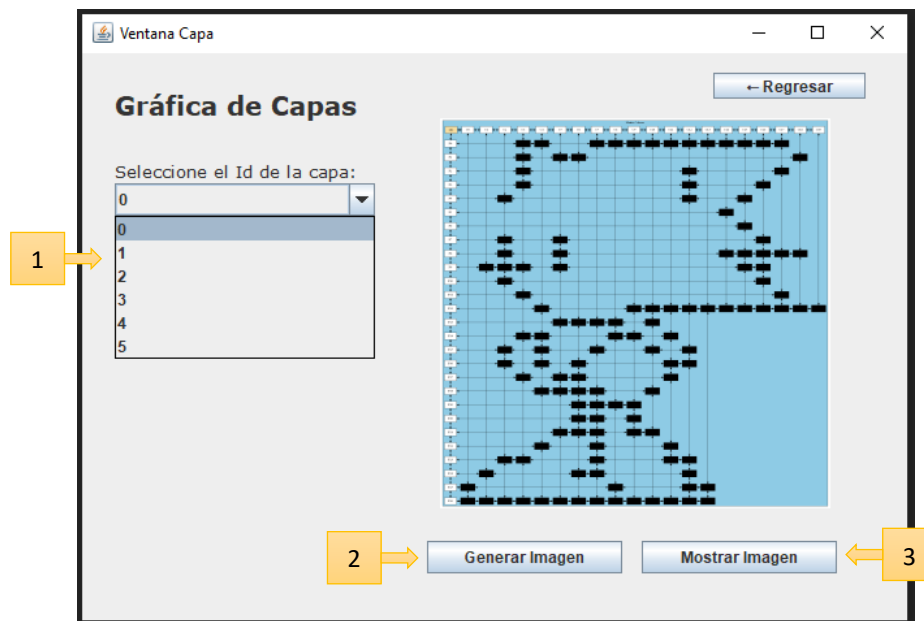 Ventana Capa
← Regresar
Gráfica de Capas
Seleccione el Id de la capa:
0
0
1
2
3
4
5
1
2
Generar Imagen
Mostrar Imagen
3